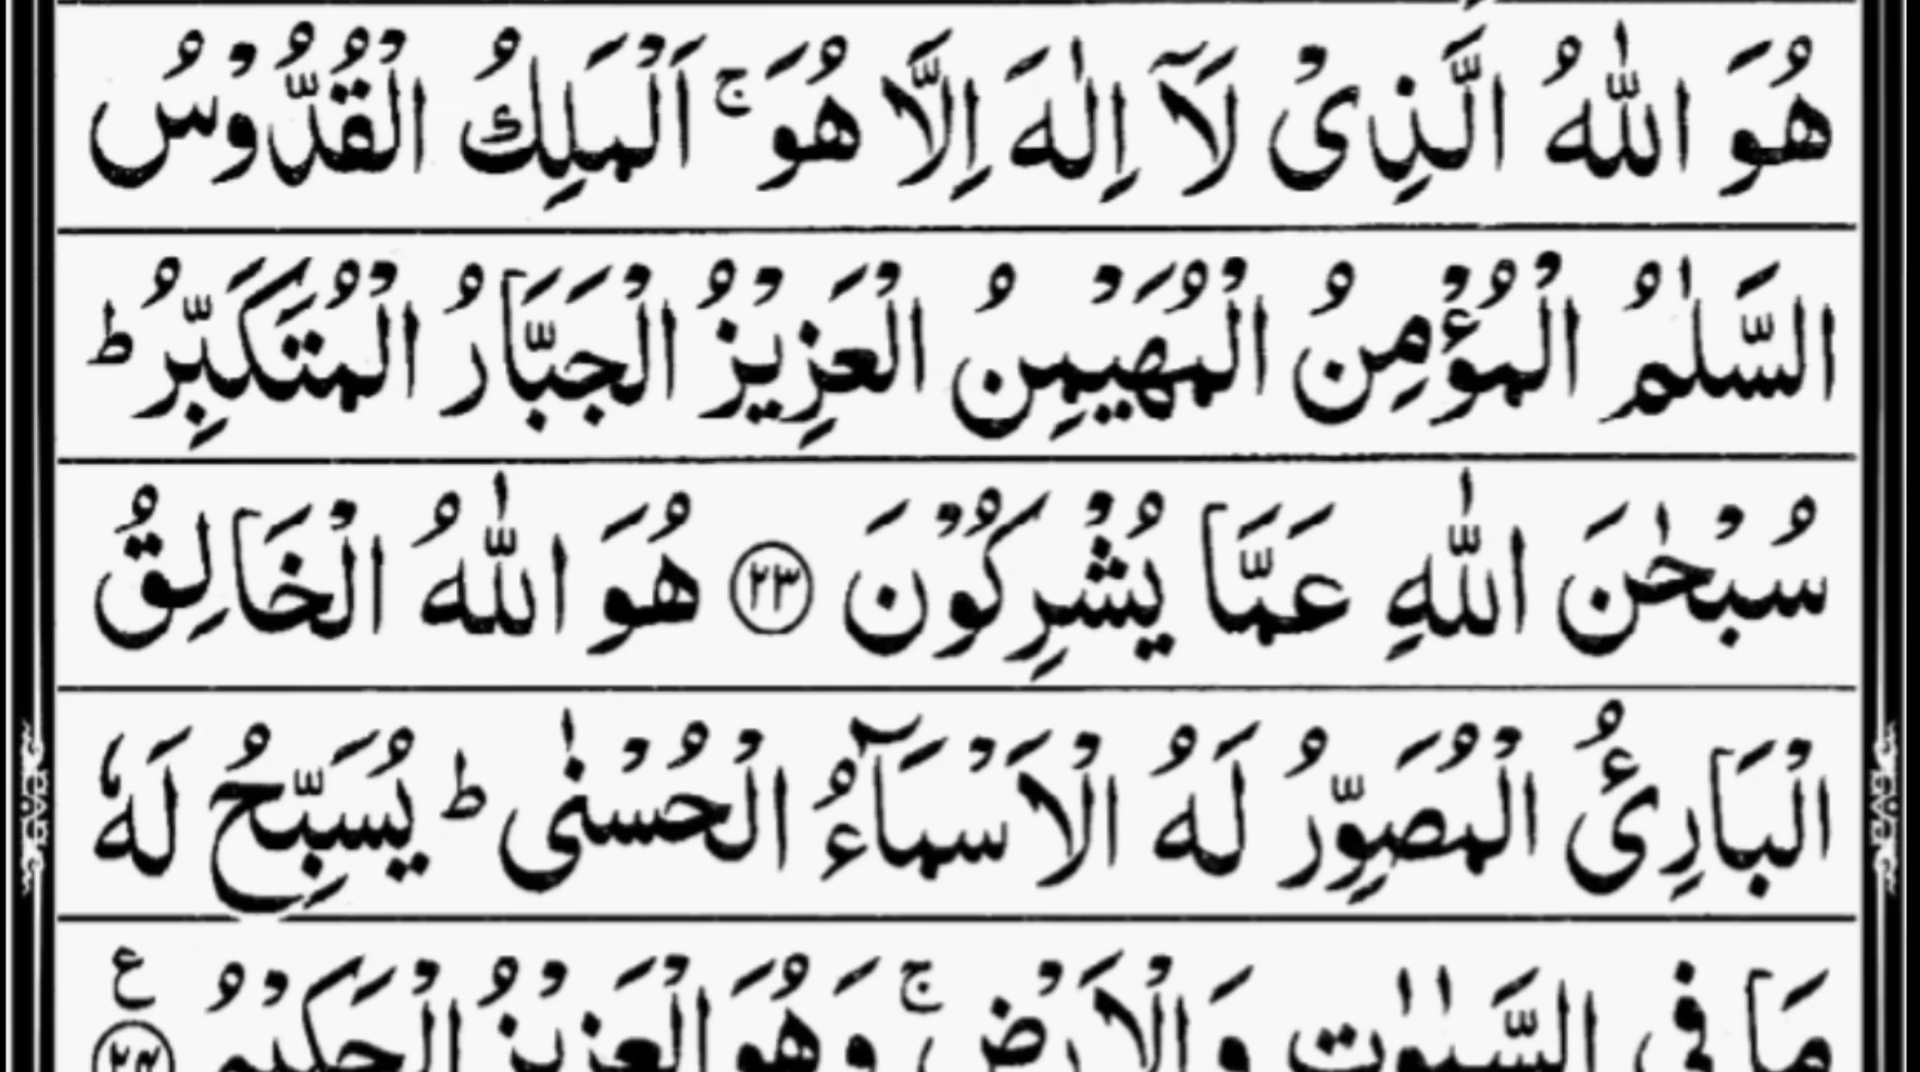 هُوَ اللّٰهُ الَّذِىْ لَآ اِلٰهَ اِلَّا هُوَ ۚ اَلْمَلِكُ الْقُدُّوْسُ
السَّلٰمُ الْمُؤْمِنُ الْمُهَيْمِنُ الْعَزِيْزُ الْجَبَّارُ الْمُتَكَبِّرُ ؕ
سُبْحٰنَ اللّٰهِ عَمَّا يُشْرِكُوْنَ ﴿۲۳﴾ هُوَ اللّٰهُ الْخَالِقُ
الْبَارِئُ الْمُصَوِّرُ لَهُ الْاَسْمَآءُ الْحُسْنٰى ؕ يُسَبِّحُ لَهٗ
مَا فِى السَّمٰوٰتِ وَالْاَرْضِ ۚ وَهُوَ الْعَزِيْزُ الْحَكِيْمُ ﴿۲۴﴾ ع